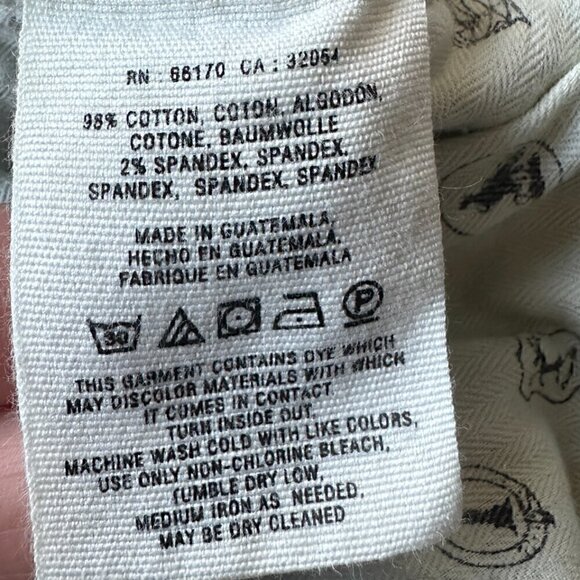 RN : 66170 CA : 32054
98% COTTON, COTON, ALGODÓN,
COTONE, BAUMWOLLE
2% SPANDEX, SPANDEX,
SPANDEX, SPANDEX, SPANDEX
MADE IN GUATEMALA,
HECHO EN GUATEMALA,
FABRIQUE EN GUATEMALA
30 P
THIS GARMENT CONTAINS DYE WHICH
MAY DISCOLOR MATERIALS WITH WHICH
IT COMES IN CONTACT
TURN INSIDE OUT,
MACHINE WASH COLD WITH LIKE COLORS,
USE ONLY NON-CHLORINE BLEACH,
TUMBLE DRY LOW,
MEDIUM IRON AS NEEDED,
MAY BE DRY CLEANED